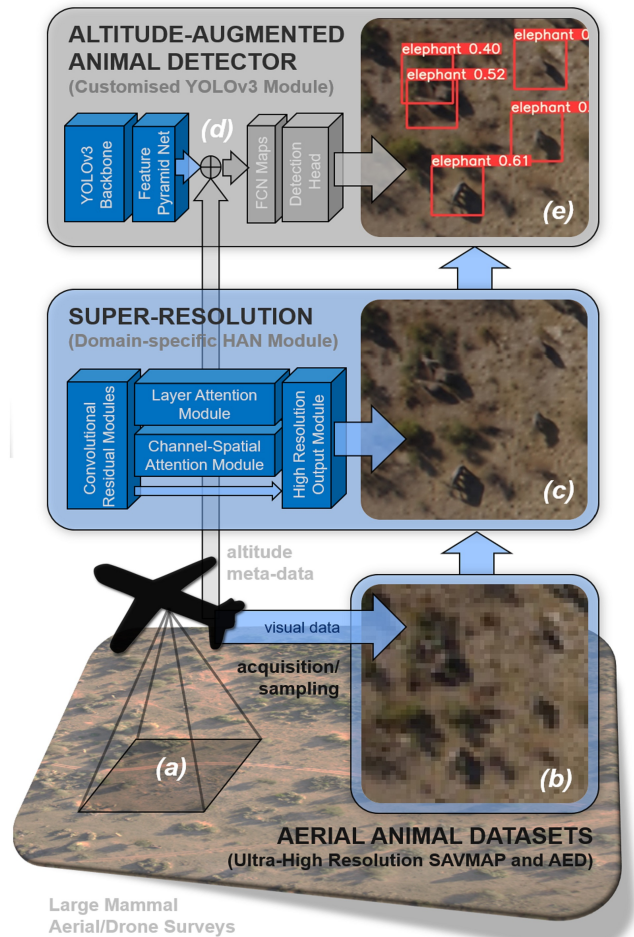 ALTITUDE-AUGMENTED
ANIMAL DETECTOR
(Customised YOLOv3 Module)
YOLOv3
Backbone
Feature
Pyramid Net
(d)
FCN Maps
Detection
Head
elephant 0.40
elephant 0.52
elephant 0
elephant 0.
elephant 0.61
(e)
SUPER-RESOLUTION
(Domain-specific HAN Module)
Convolutional
Residual Modules
Layer Attention
Module
Channel-Spatial
Attention Module
High Resolution
Output Module
(c)
altitude
meta-data
visual data
acquisition/
sampling
(a)
(b)
AERIAL ANIMAL DATASETS
(Ultra-High Resolution SAVMAP and AED)
Large Mammal
Aerial/Drone Surveys